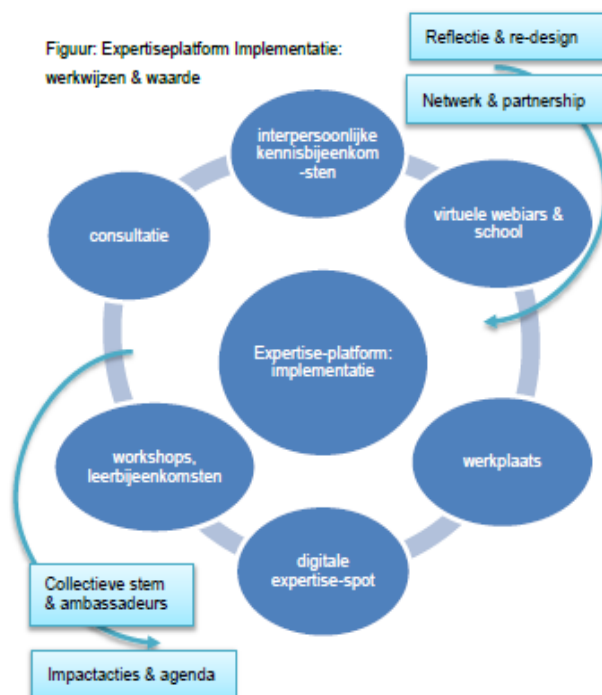 Figuur: Expertiseplatform Implementatie:
werkwijzen & waarde
Reflectie & re-design
Netwerk & partnership
interpersoonlijke
kennisbijeenkom
-sten
virtuele webiars &
school
consultatie
Expertise-platform:
implementatie
workshops,
leerbijeenkomsten
werkplaats
digitale
expertise-spot
Collectieve stem
& ambassadeurs
Impactacties & agenda